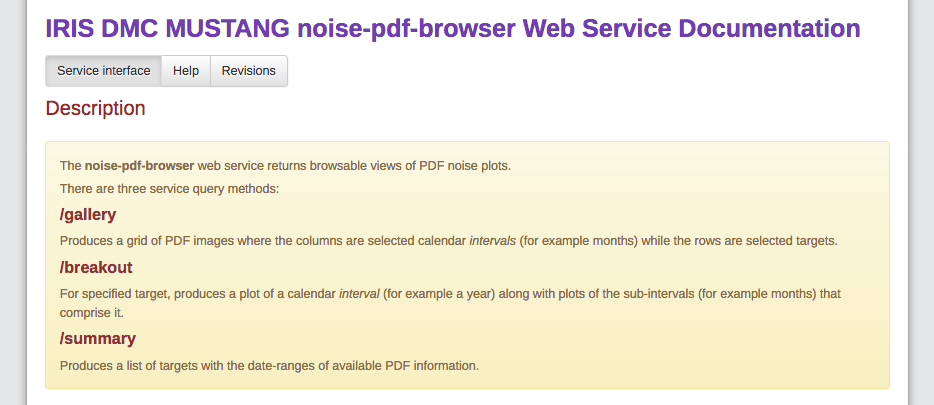 IRIS DMC MUSTANG noise-pdf-browser Web Service Documentation
Service interface Help Revisions
Description
The noise-pdf-browser web service returns browsable views of PDF noise plots.
There are three service query methods:
/gallery
Produces a grid of PDF images where the columns are selected calendar intervals (for example months) while the rows are selected targets.
/breakout
For specified target, produces a plot of a calendar interval (for example a year) along with plots of the sub-intervals (for example months) that
comprise it.
/summary
Produces a list of targets with the date-ranges of available PDF information.